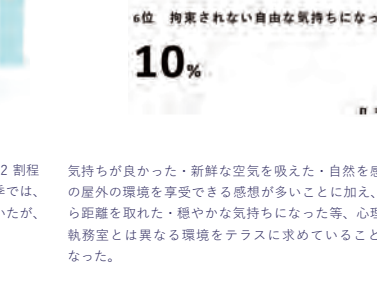 6位 拘束されない自由な気持ちになっ
10%
2 割程
季では、
いたが、
気持ちが良かった・新鮮な空気を吸えた・自然を感
の屋外の環境を享受できる感想が多いことに加え、
ら距離を取れた・穏やかな気持ちになった等、心理
執務室とは異なる環境をテラスに求めていること
なった。